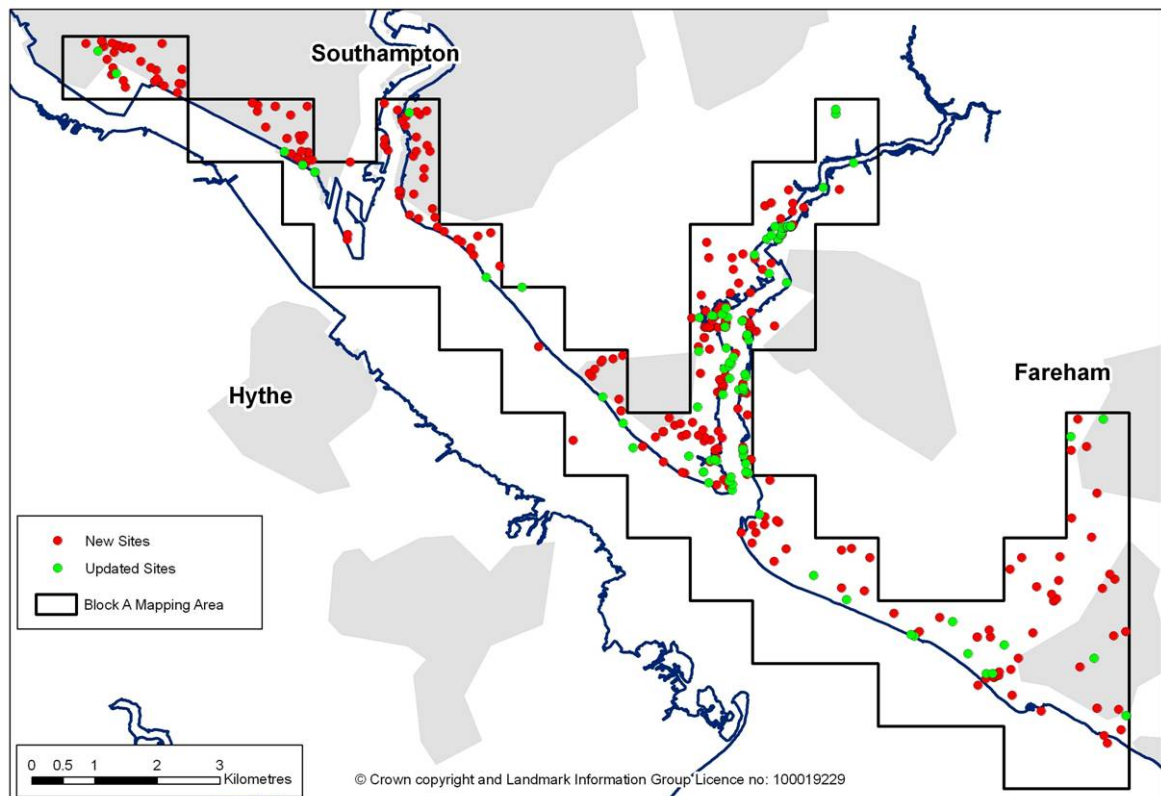 Southampton
Hythe
Fareham
New Sites
Updated Sites
Block A Mapping Area
0 0.5 1 2 3
Kilometres
© Crown copyright and Landmark Information Group Licence no: 100019229